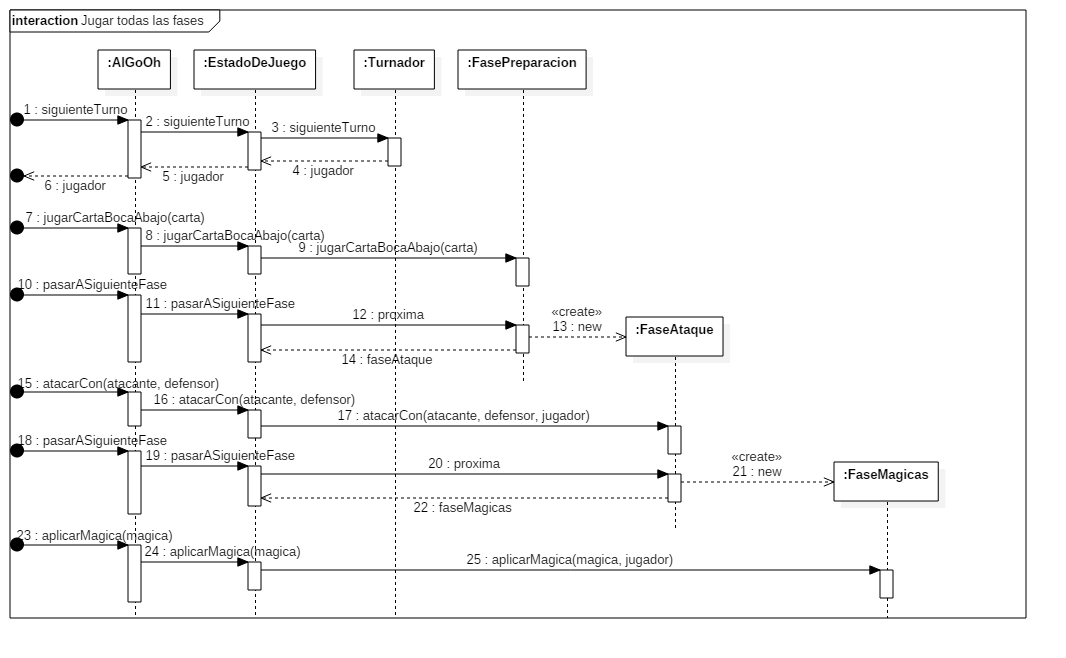 interaction Jugar todas las fases
:AlGoOh
:EstadoDeJuego
:Turnador
:FasePreparacion
1 : siguienteTurno
2 : siguienteTurno
3 : siguienteTurno
4 : jugador
5 : jugador
6 : jugador
7 : jugarCartaBocaAbajo(carta)
8 : jugarCartaBocaAbajo(carta)
9 : jugarCartaBocaAbajo(carta)
10 : pasarASiguienteFase
11 : pasarASiguienteFase
12 : proxima
«create»
13 : new
:FaseAtaque
14 : faseAtaque
15 : atacarCon(atacante, defensor)
16 : atacarCon(atacante, defensor)
17 : atacarCon(atacante, defensor, jugador)
18 : pasarASiguienteFase
19 : pasarASiguienteFase
20 : proxima
«create»
21 : new
:FaseMagicas
22 : faseMagicas
23 : aplicarMagica(magica)
24 : aplicarMagica(magica)
25 : aplicarMagica(magica, jugador)